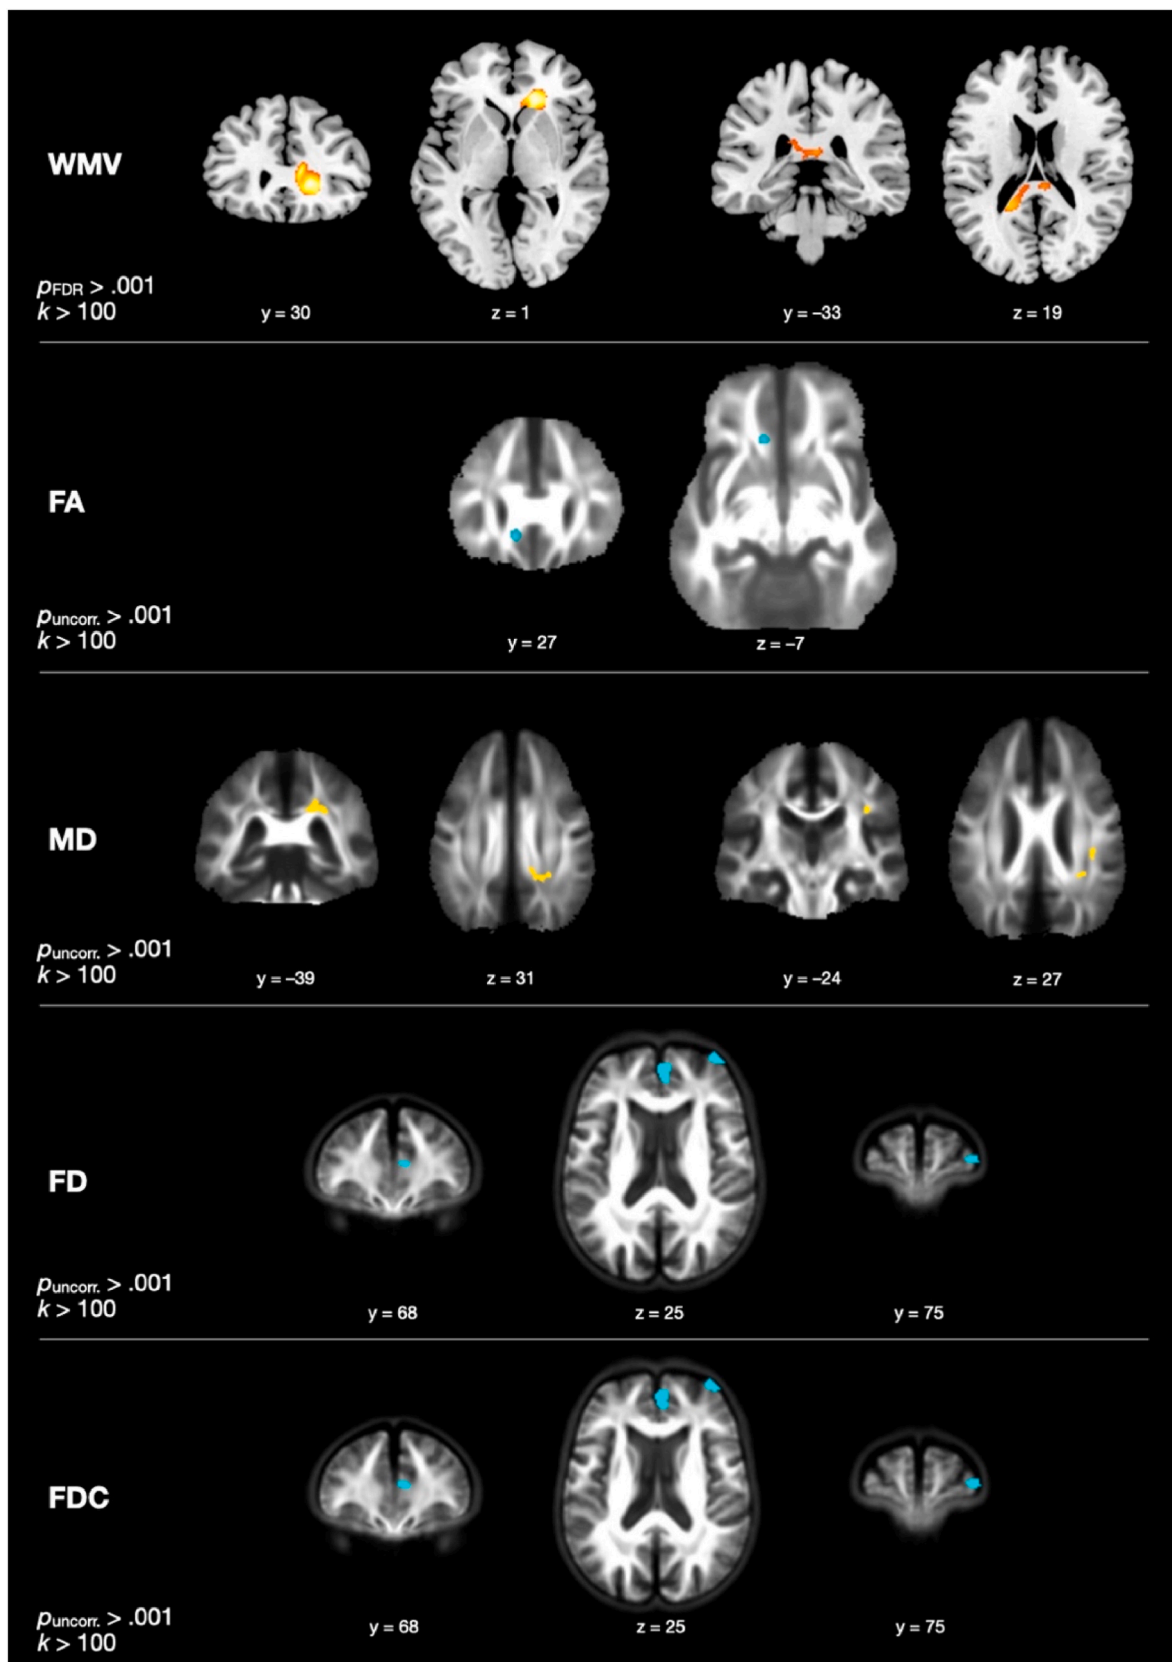 WMV
pFDR > .001
k > 100
y = 30
z = 1
y = –33
z = 19
FA
puncorr. > .001
k > 100
y = 27
z = –7
MD
puncorr. > .001
k > 100
y = –39
z = 31
y = –24
z = 27
FD
puncorr. > .001
k > 100
y = 68
z = 25
y = 75
FDC
puncorr. > .001
k > 100
y = 68
z = 25
y = 75